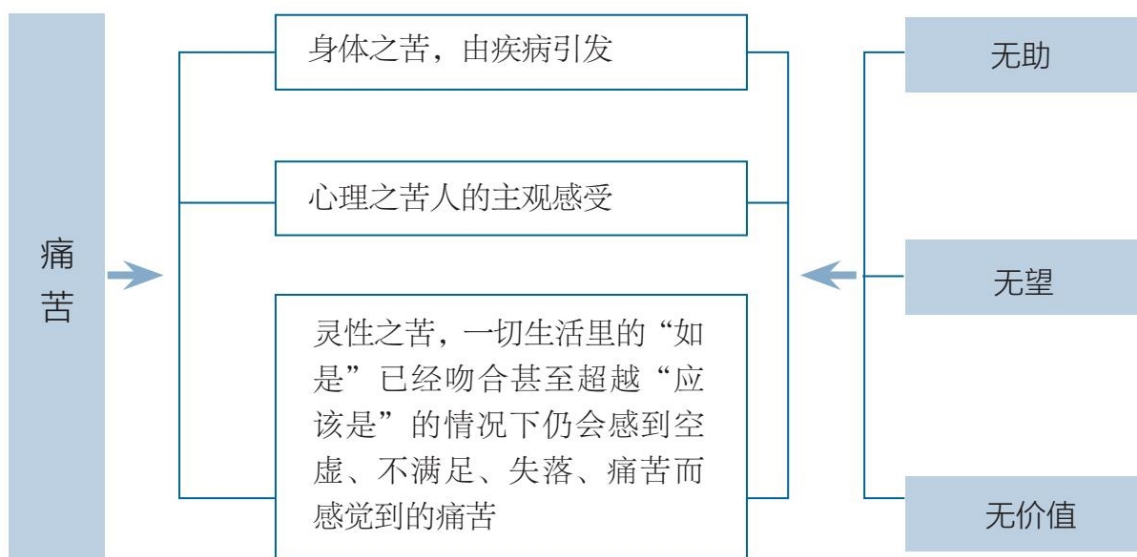 痛
苦
身体之苦，由疾病引发
心理之苦人的主观感受
灵性之苦，一切生活里的“如
是”已经吻合甚至超越“应
该是”的情况下仍会感到空
虚、不满足、失落、痛苦而
感觉到的痛苦
无助
无望
无价值